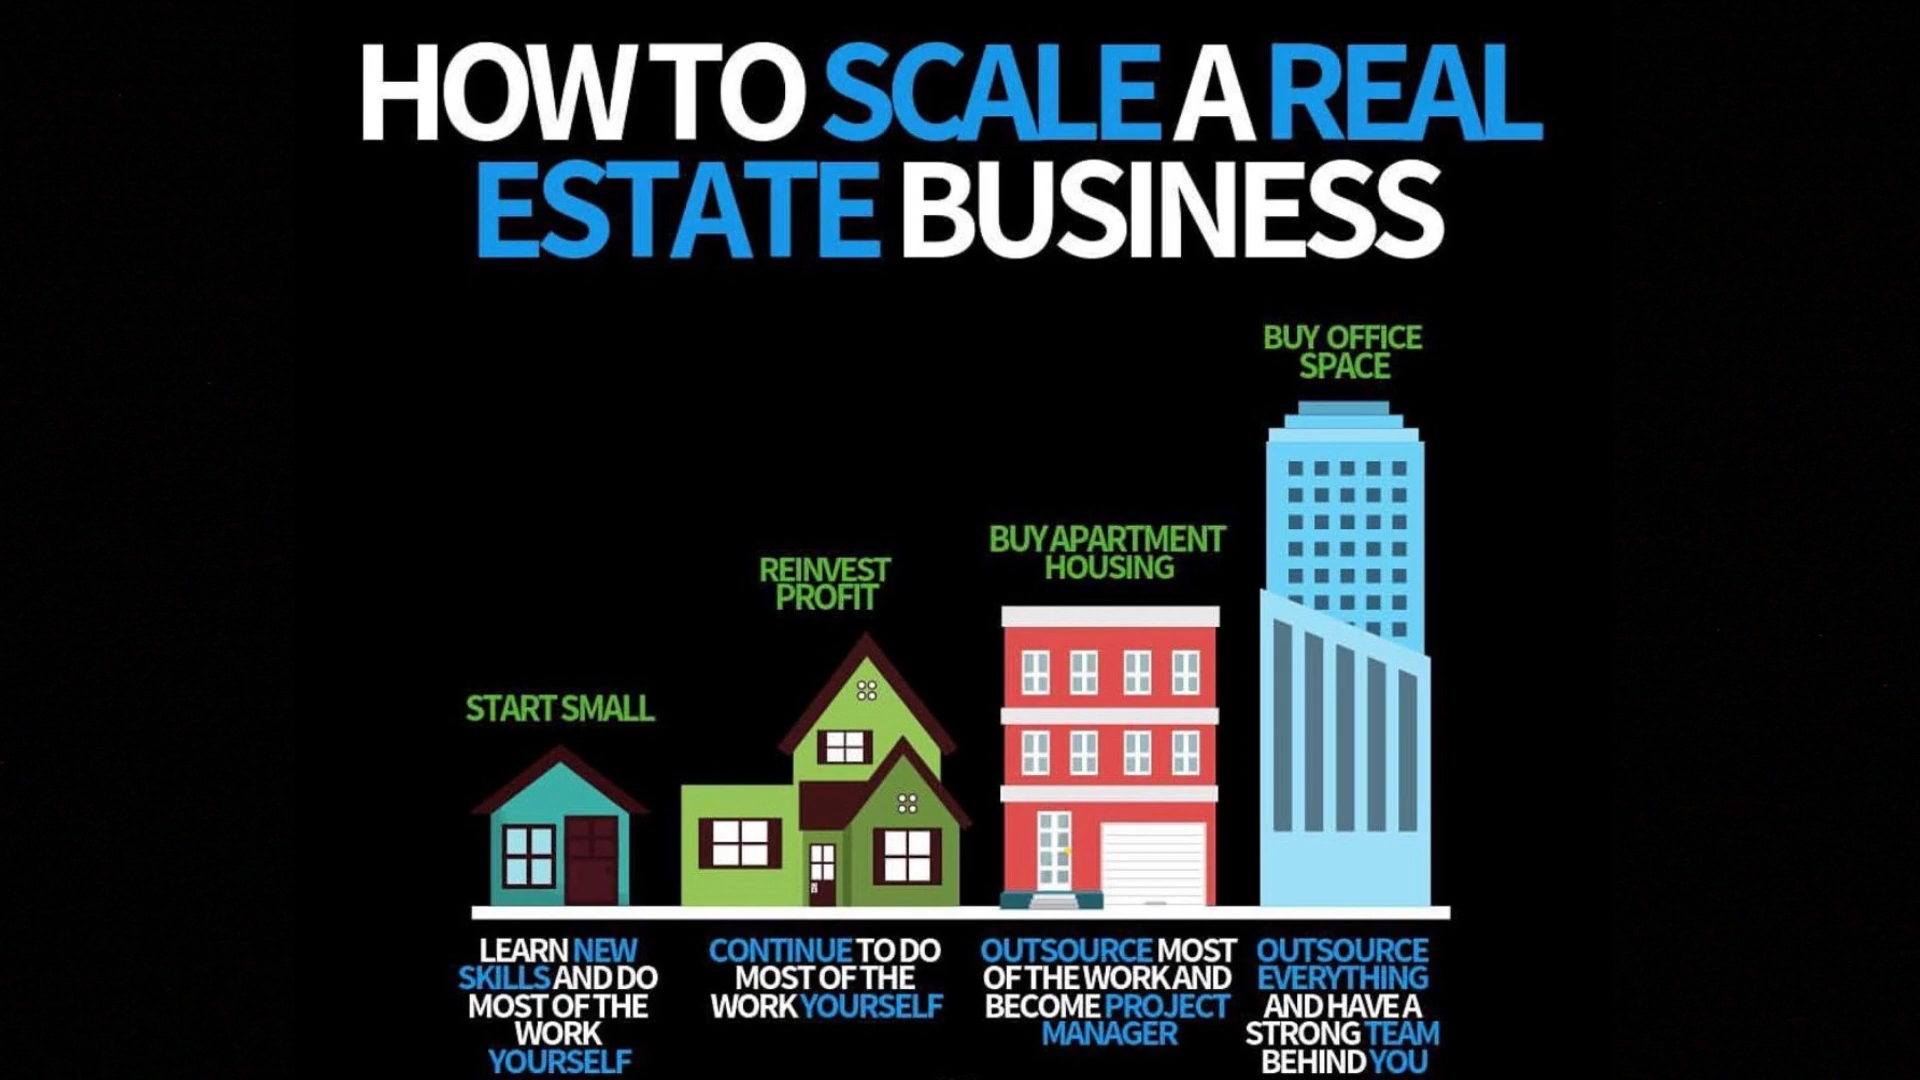 HOW TO SCALE A REAL
ESTATE BUSINESS
START SMALL
REINVEST
PROFIT
BUY APARTMENT
HOUSING
BUY OFFICE
SPACE
LEARN NEW
SKILLS AND DO
MOST OF THE
WORK
YOURSELF
CONTINUE TO DO
MOST OF THE
WORK YOURSELF
OUTSOURCE MOST
OF THE WORK AND
BECOME PROJECT
MANAGER
OUTSOURCE
EVERYTHING
AND HAVE A
STRONG TEAM
BEHIND YOU